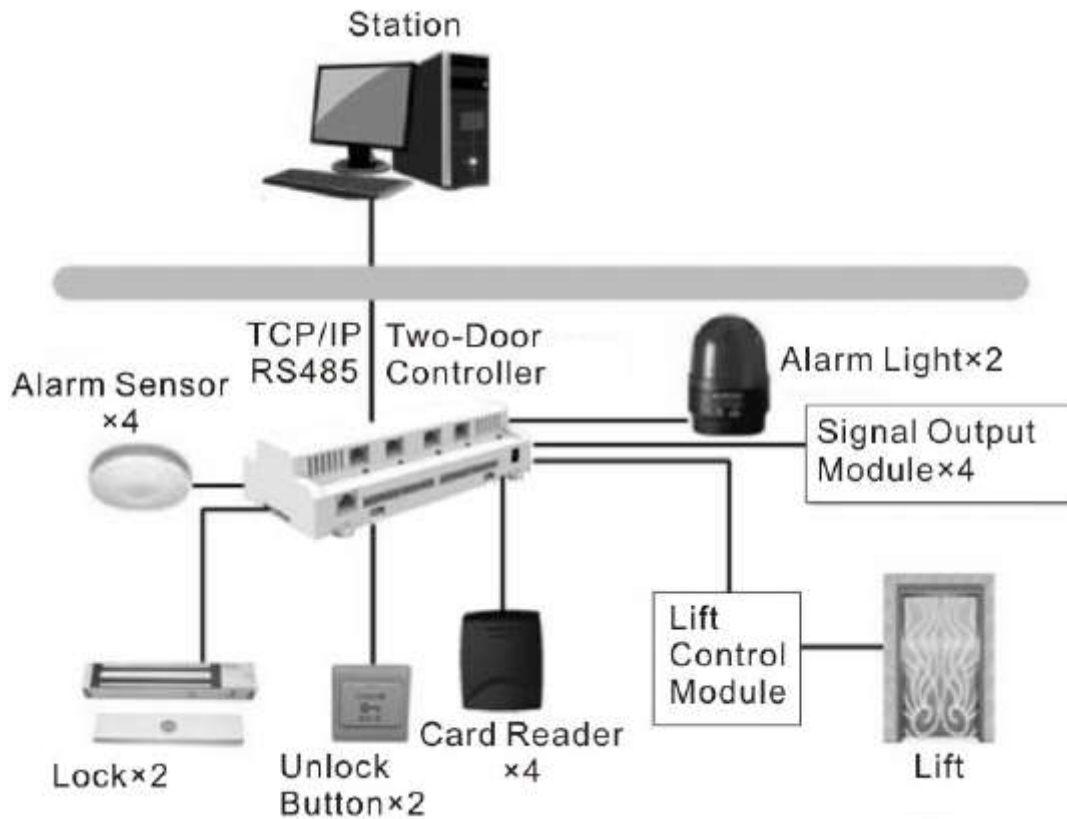 Station
TCP/IP
RS485
Two-Door
Controller
Alarm Light×2
Alarm Sensor
×4
Signal Output
Module×4
Lift
Control
Module
Lock×2
Unlock
Button×2
Card Reader
×4
Lift